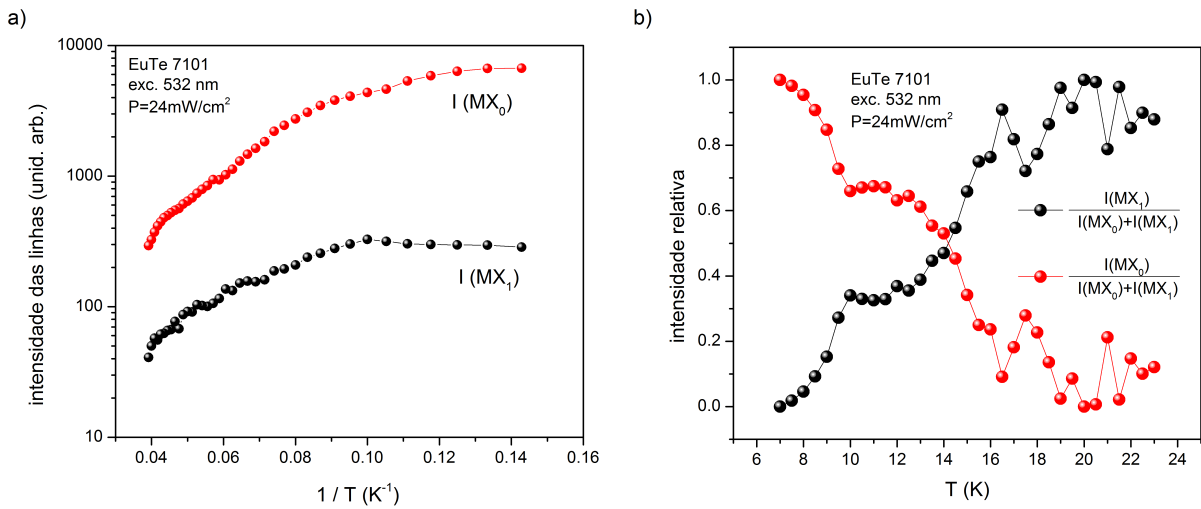 a)
10000
1000
100
10
intensidade das linhas (unid. arb.)
EuTe 7101
exc. 532 nm
P=24mW/cm²
I (MX₀)
I (MX₁)
0.04 0.06 0.08 0.10 0.12 0.14 0.16
1 / T (K⁻¹)
b)
1.0
0.8
0.6
0.4
0.2
0.0
intensidade relativa
EuTe 7101
exc. 532 nm
P=24mW/cm²
I(MX₁)
I(MX₀)+I(MX₁)
I(MX₀)
I(MX₀)+I(MX₁)
6 8 10 12 14 16 18 20 22 24
T (K)